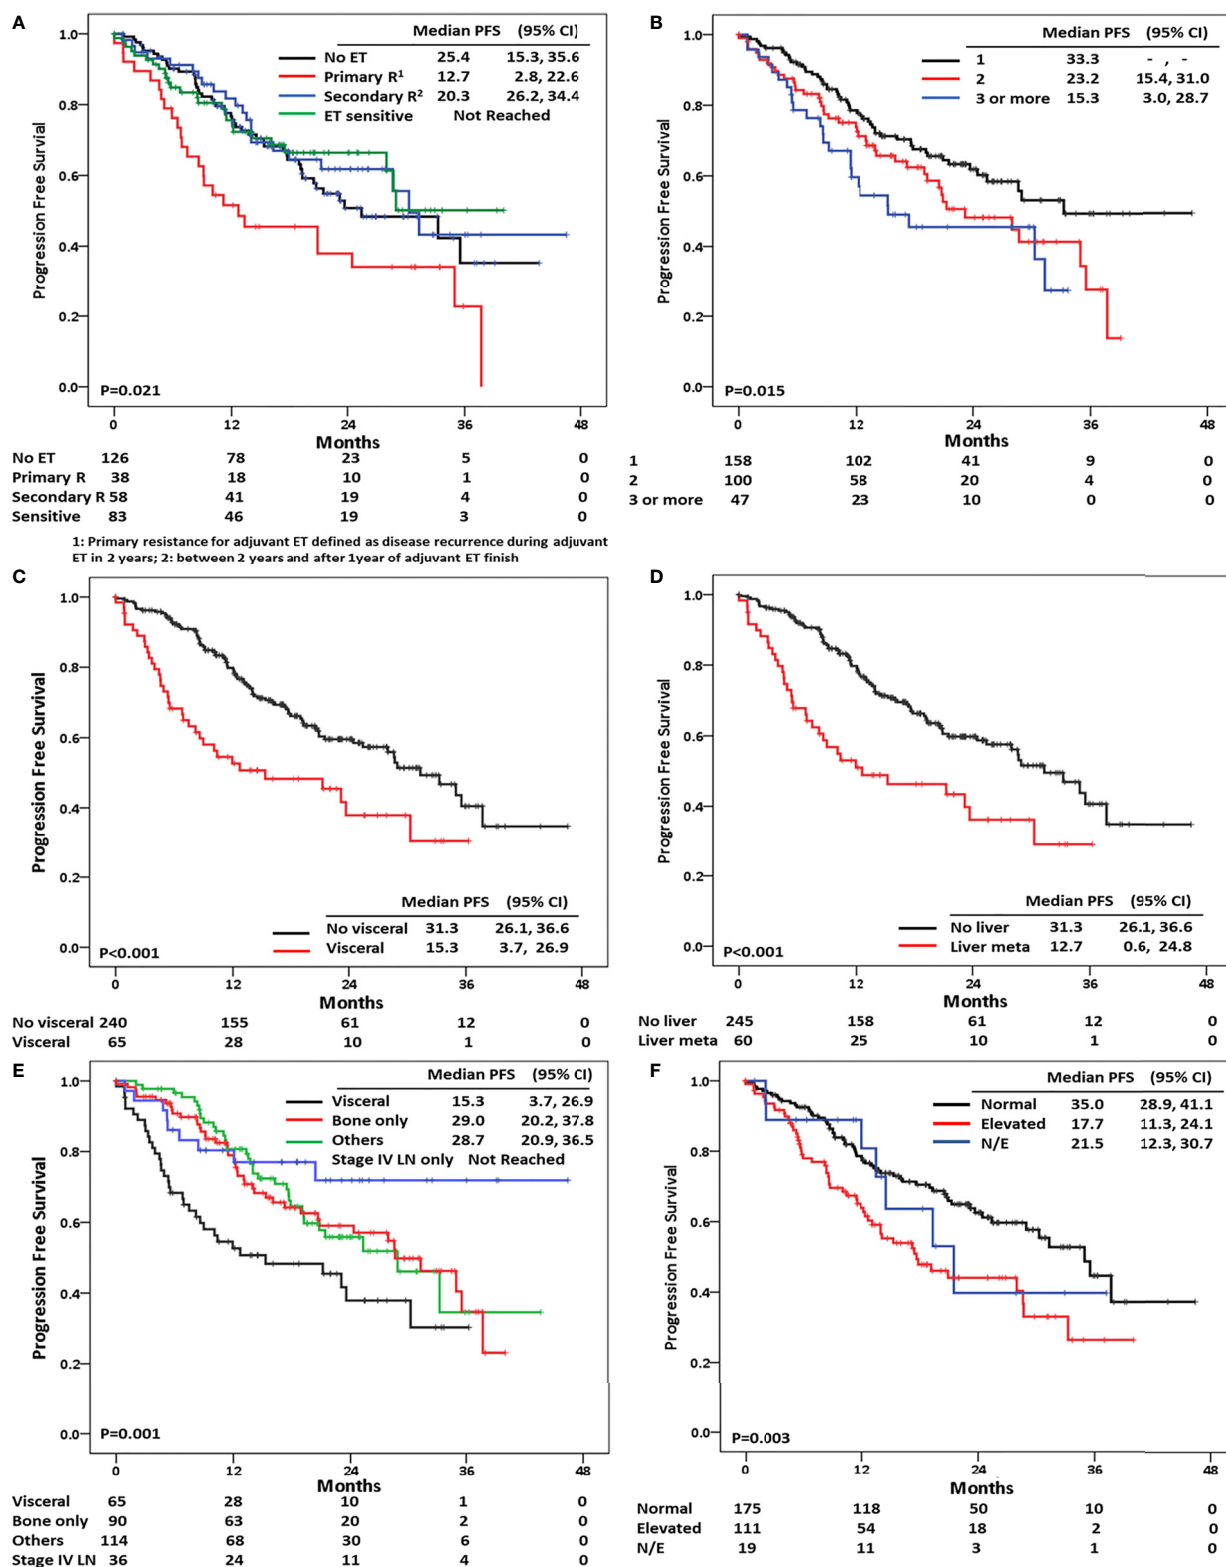 A
Median PFS (95% CI)
No ET 25.4 15.3, 35.6
Primary R¹ 12.7 2.8, 22.6
Secondary R² 20.3 26.2, 34.4
ET sensitive Not Reached
Progression Free Survival
1.0
0.8
0.6
0.4
0.2
0.0
P=0.021
0 12 24 36 48
Months
No ET 126 78 23 5 0
Primary R 38 18 10 1 0
Secondary R 58 41 19 4 0
Sensitive 83 46 19 3 0
1: Primary resistance for adjuvant ET defined as disease recurrence during adjuvant
ET in 2 years; 2: between 2 years and after 1year of adjuvant ET finish
B
Median PFS (95% CI)
1 33.3 - , -
2 23.2 15.4, 31.0
3 or more 15.3 3.0, 28.7
Progression Free Survival
1.0
0.8
0.6
0.4
0.2
0.0
P=0.015
0 12 24 36 48
Months
1 158 102 41 9 0
2 100 58 20 4 0
3 or more 47 23 10 0 0
C
Progression Free Survival
1.0
0.8
0.6
0.4
0.2
0.0
Median PFS (95% CI)
No visceral 31.3 26.1, 36.6
Visceral 15.3 3.7, 26.9
P<0.001
0 12 24 36 48
Months
No visceral 240 155 61 12 0
Visceral 65 28 10 1 0
D
Progression Free Survival
1.0
0.8
0.6
0.4
0.2
0.0
Median PFS (95% CI)
No liver 31.3 26.1, 36.6
Liver meta 12.7 0.6, 24.8
P<0.001
0 12 24 36 48
Months
No liver 245 158 61 12 0
Liver meta 60 25 10 1 0
E
Median PFS (95% CI)
Visceral 15.3 3.7, 26.9
Bone only 29.0 20.2, 37.8
Others 28.7 20.9, 36.5
Stage IV LN only Not Reached
Progression Free Survival
1.0
0.8
0.6
0.4
0.2
0.0
P=0.001
0 12 24 36 48
Months
Visceral 65 28 10 1 0
Bone only 90 63 20 2 0
Others 114 68 30 6 0
Stage IV LN 36 24 11 4 0
F
Median PFS (95% CI)
Normal 35.0 28.9, 41.1
Elevated 17.7 11.3, 24.1
N/E 21.5 12.3, 30.7
Progression Free Survival
1.0
0.8
0.6
0.4
0.2
0.0
P=0.003
0 12 24 36 48
Months
Normal 175 118 50 10 0
Elevated 111 54 18 2 0
N/E 19 11 3 1 0